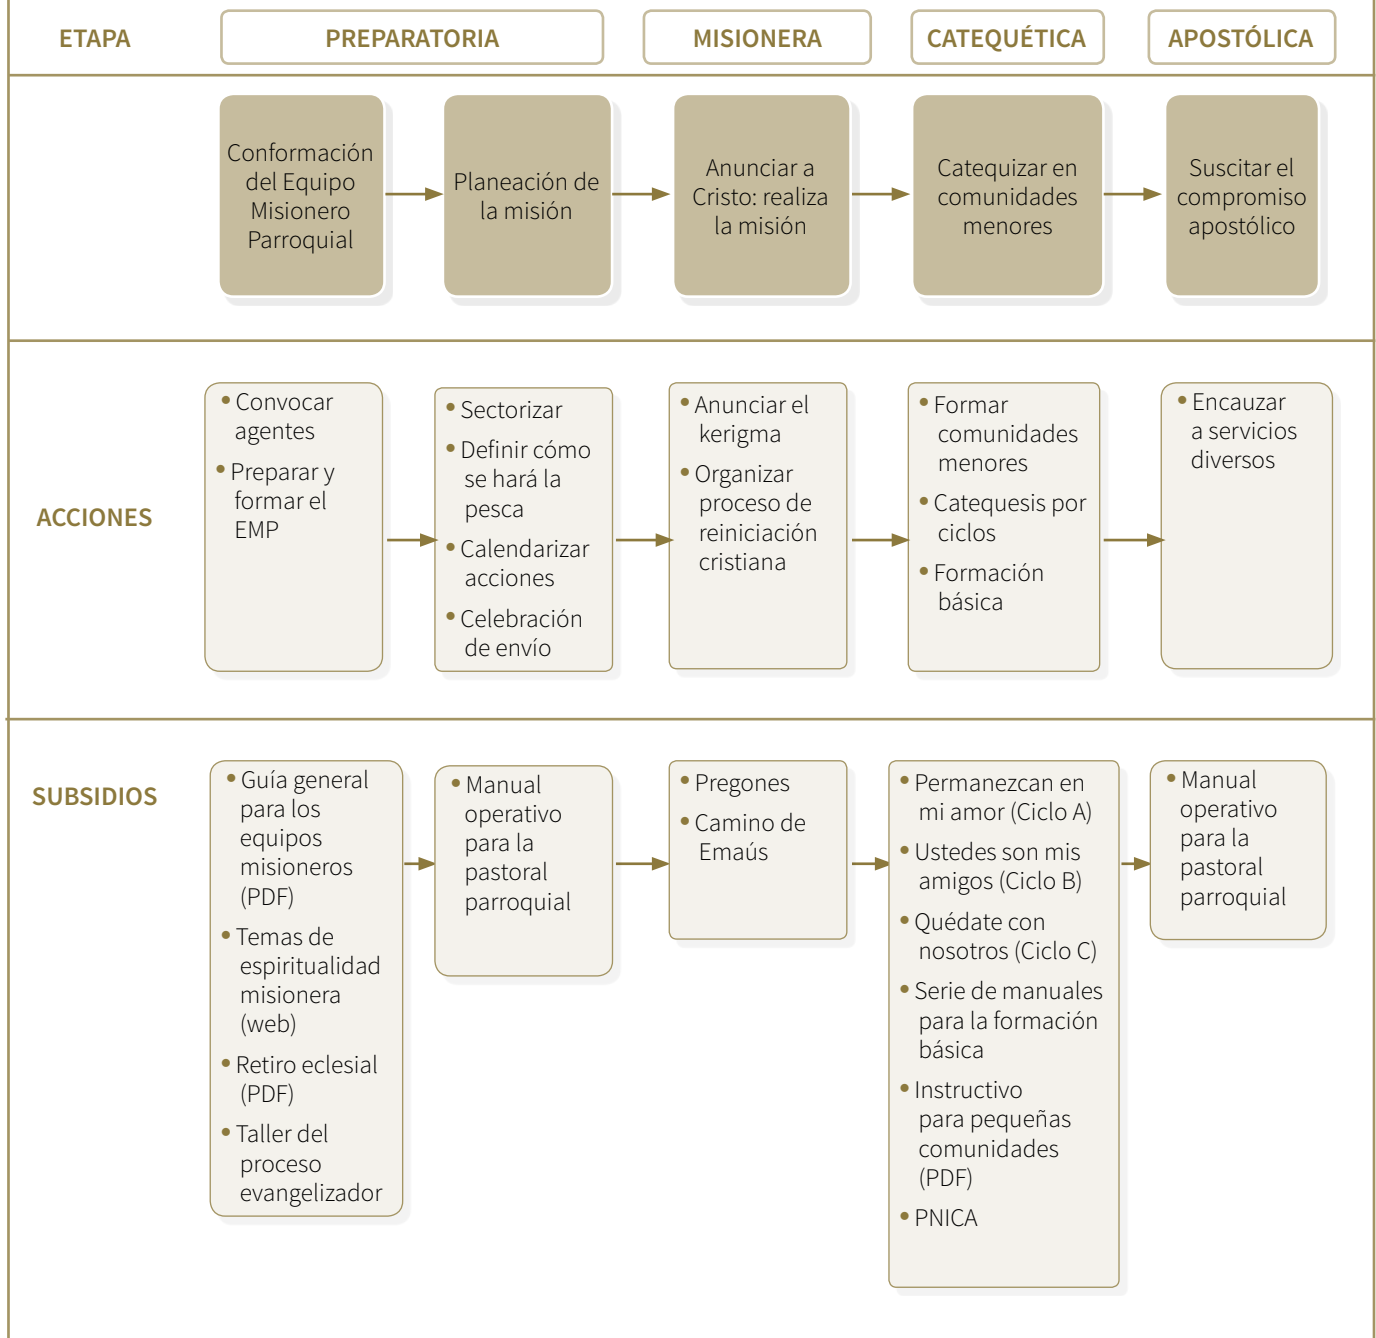 ETAPA
PREPARATORIA
MISIONERA
CATEQUÉTICA
APOSTÓLICA
Conformación
del Equipo
Misionero
Parroquial
Planeación de
la misión
Anunciar a
Cristo: realiza
la misión
Catequizar en
comunidades
menores
Suscitar el
compromiso
apostólico
ACCIONES
• Convocar
agentes
• Preparar y
formar el
EMP
• Sectorizar
• Definir cómo
se hará la
pesca
• Calendarizar
acciones
• Celebración
de envío
• Anunciar el
kerigma
• Organizar
proceso de
reiniciación
cristiana
• Formar
comunidades
menores
• Catequesis por
ciclos
• Formación
básica
• Encauzar
a servicios
diversos
SUBSIDIOS
• Guía general
para los
equipos
misioneros
(PDF)
• Temas de
espiritualidad
misionera
(web)
• Retiro eclesial
(PDF)
• Taller del
proceso
evangelizador
• Manual
operativo
para la
pastoral
parroquial
• Pregones
• Camino de
Emaús
• Permanezcan en
mi amor (Ciclo A)
• Ustedes son mis
amigos (Ciclo B)
• Quédate con
nosotros (Ciclo C)
• Serie de manuales
para la formación
básica
• Instructivo
para pequeñas
comunidades
(PDF)
• PNICA
• Manual
operativo
para la
pastoral
parroquial